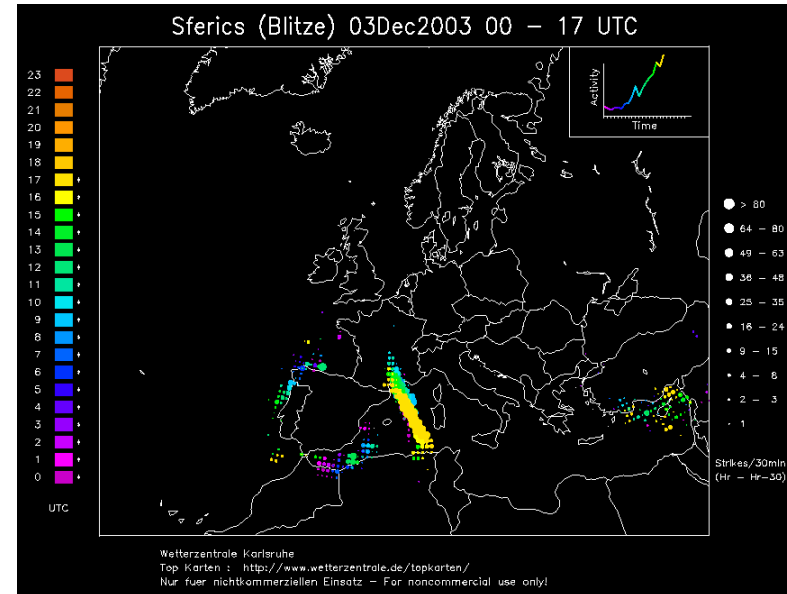 Sferics (Blitze) 03Dec2003 00 - 17 UTC
Activity
Time
23
22
21
20
19
18
17
16
15
14
13
12
11
10
9
8
7
6
5
4
3
2
1
0
UTC
> 80
64 - 80
49 - 63
36 - 48
25 - 35
16 - 24
9 - 15
4 - 8
2 - 3
1
Strikes/30min
(Hr - Hr-30)
Wetterzentrale Karlsruhe
Top Karten : http://www.wetterzentrale.de/topkarten/
Nur fuer nichtkommerziellen Einsatz - For noncommercial use only!